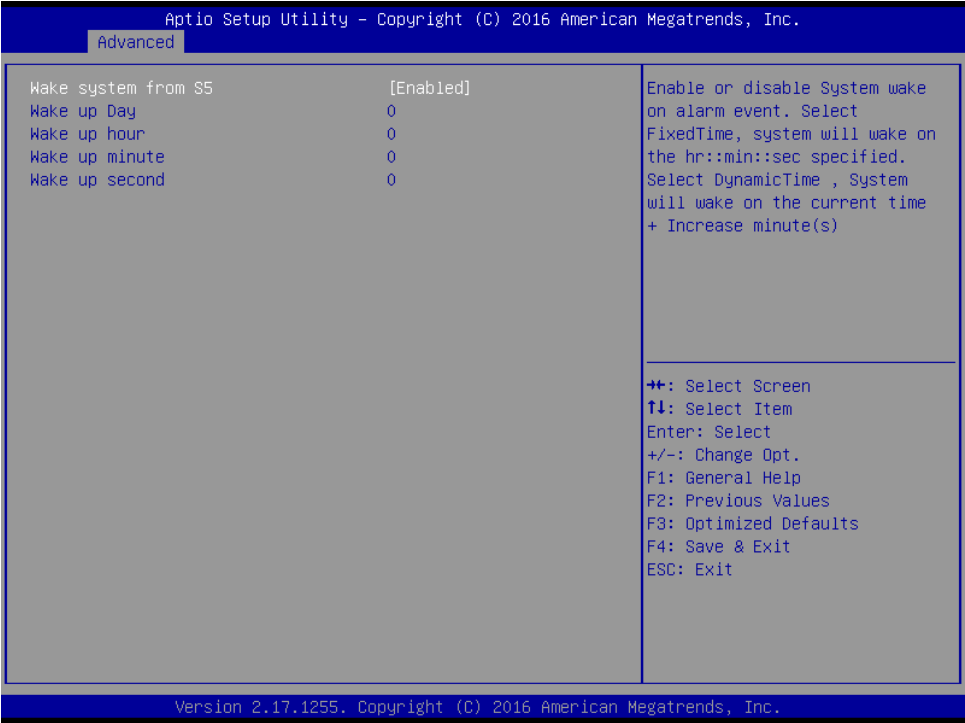 Aptio Setup Utility – Copyright (C) 2016 American Megatrends, Inc.
Advanced
Wake system from S5 [Enabled]
Wake up Day 0
Wake up hour 0
Wake up minute 0
Wake up second 0
Enable or disable System wake
on alarm event. Select
FixedTime, system will wake on
the hr::min::sec specified.
Select DynamicTime , System
will wake on the current time
+ Increase minute(s)
→←: Select Screen
↑↓: Select Item
Enter: Select
+/-: Change Opt.
F1: General Help
F2: Previous Values
F3: Optimized Defaults
F4: Save & Exit
ESC: Exit
Version 2.17.1255. Copyright (C) 2016 American Megatrends, Inc.